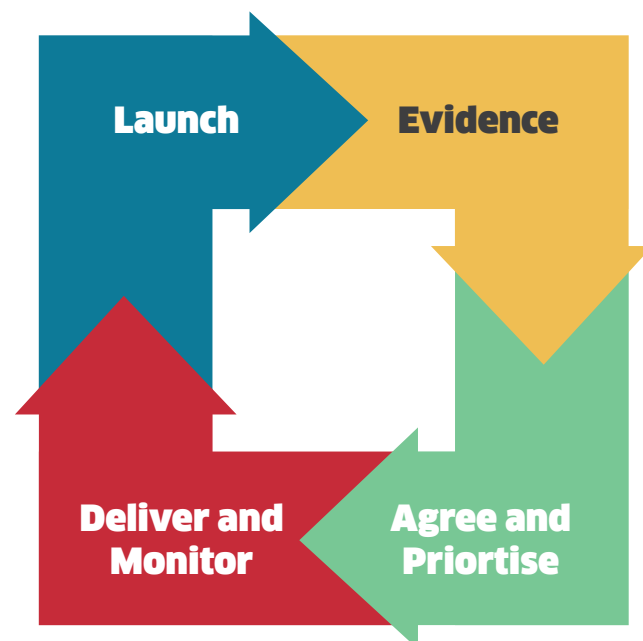 Launch
Evidence
Deliver and
Monitor
Agree and
Priortise